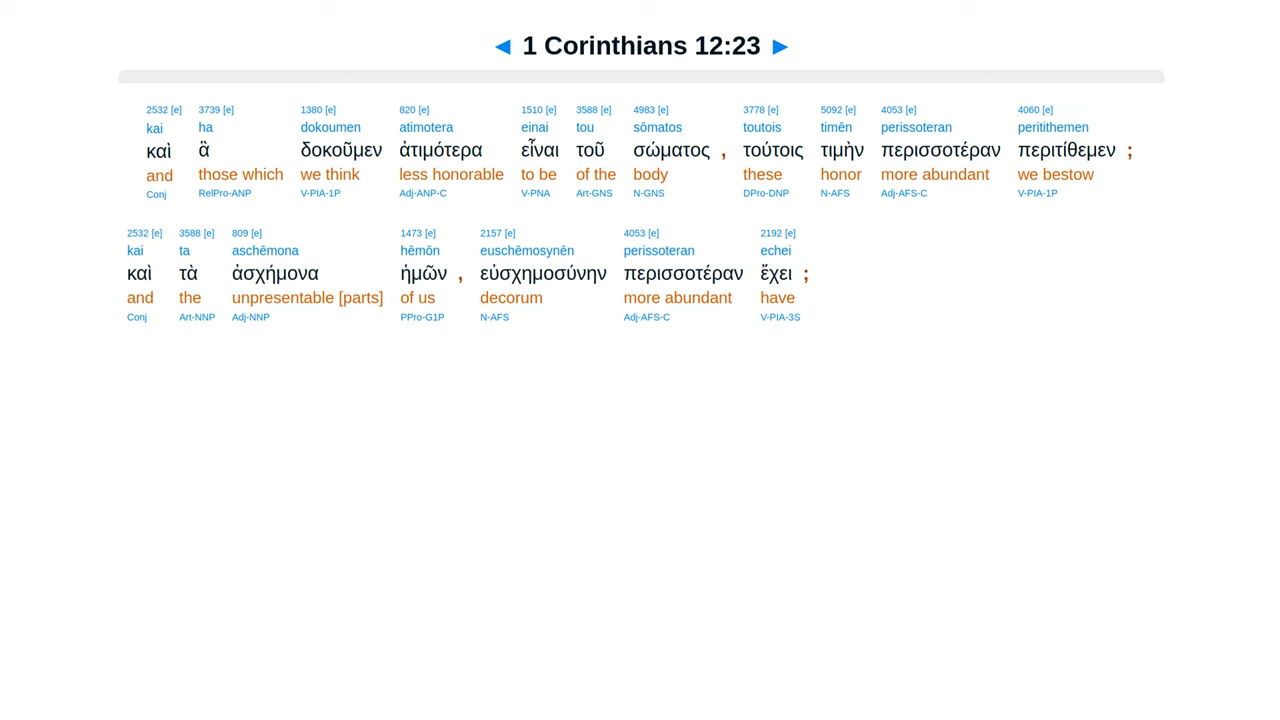 ◄ 1 Corinthians 12:23 ►
2532 [e] 3739 [e] 1380 [e] 820 [e] 1510 [e] 3588 [e] 4983 [e] 3778 [e] 5092 [e] 4053 [e] 4060 [e]
kai ha dokoumen atimotera einai tou sōmatos toutois timēn perissoteran peritithemen
καὶ ἃ δοκοῦμεν ἀτιμότερα εἶναι τοῦ σώματος , τούτοις τιμὴν περισσοτέραν περιτίθεμεν ;
and those which we think less honorable to be of the body these honor more abundant we bestow
Conj RelPro-ANP V-PIA-1P Adj-ANP-C V-PNA Art-GNS N-GNS DPro-DNP N-AFS Adj-AFS-C V-PIA-1P
2532 [e] 3588 [e] 809 [e] 1473 [e] 2157 [e] 4053 [e] 2192 [e]
kai ta aschēmona hēmōn euschēmosynēn perissoteran echei
καὶ τὰ ἀσχήμονα ἡμῶν , εὐσχημοσύνην περισσοτέραν ἔχει ;
and the unpresentable [parts] of us decorum more abundant have
Conj Art-NNP Adj-NNP PPro-G1P N-AFS Adj-AFS-C V-PIA-3S